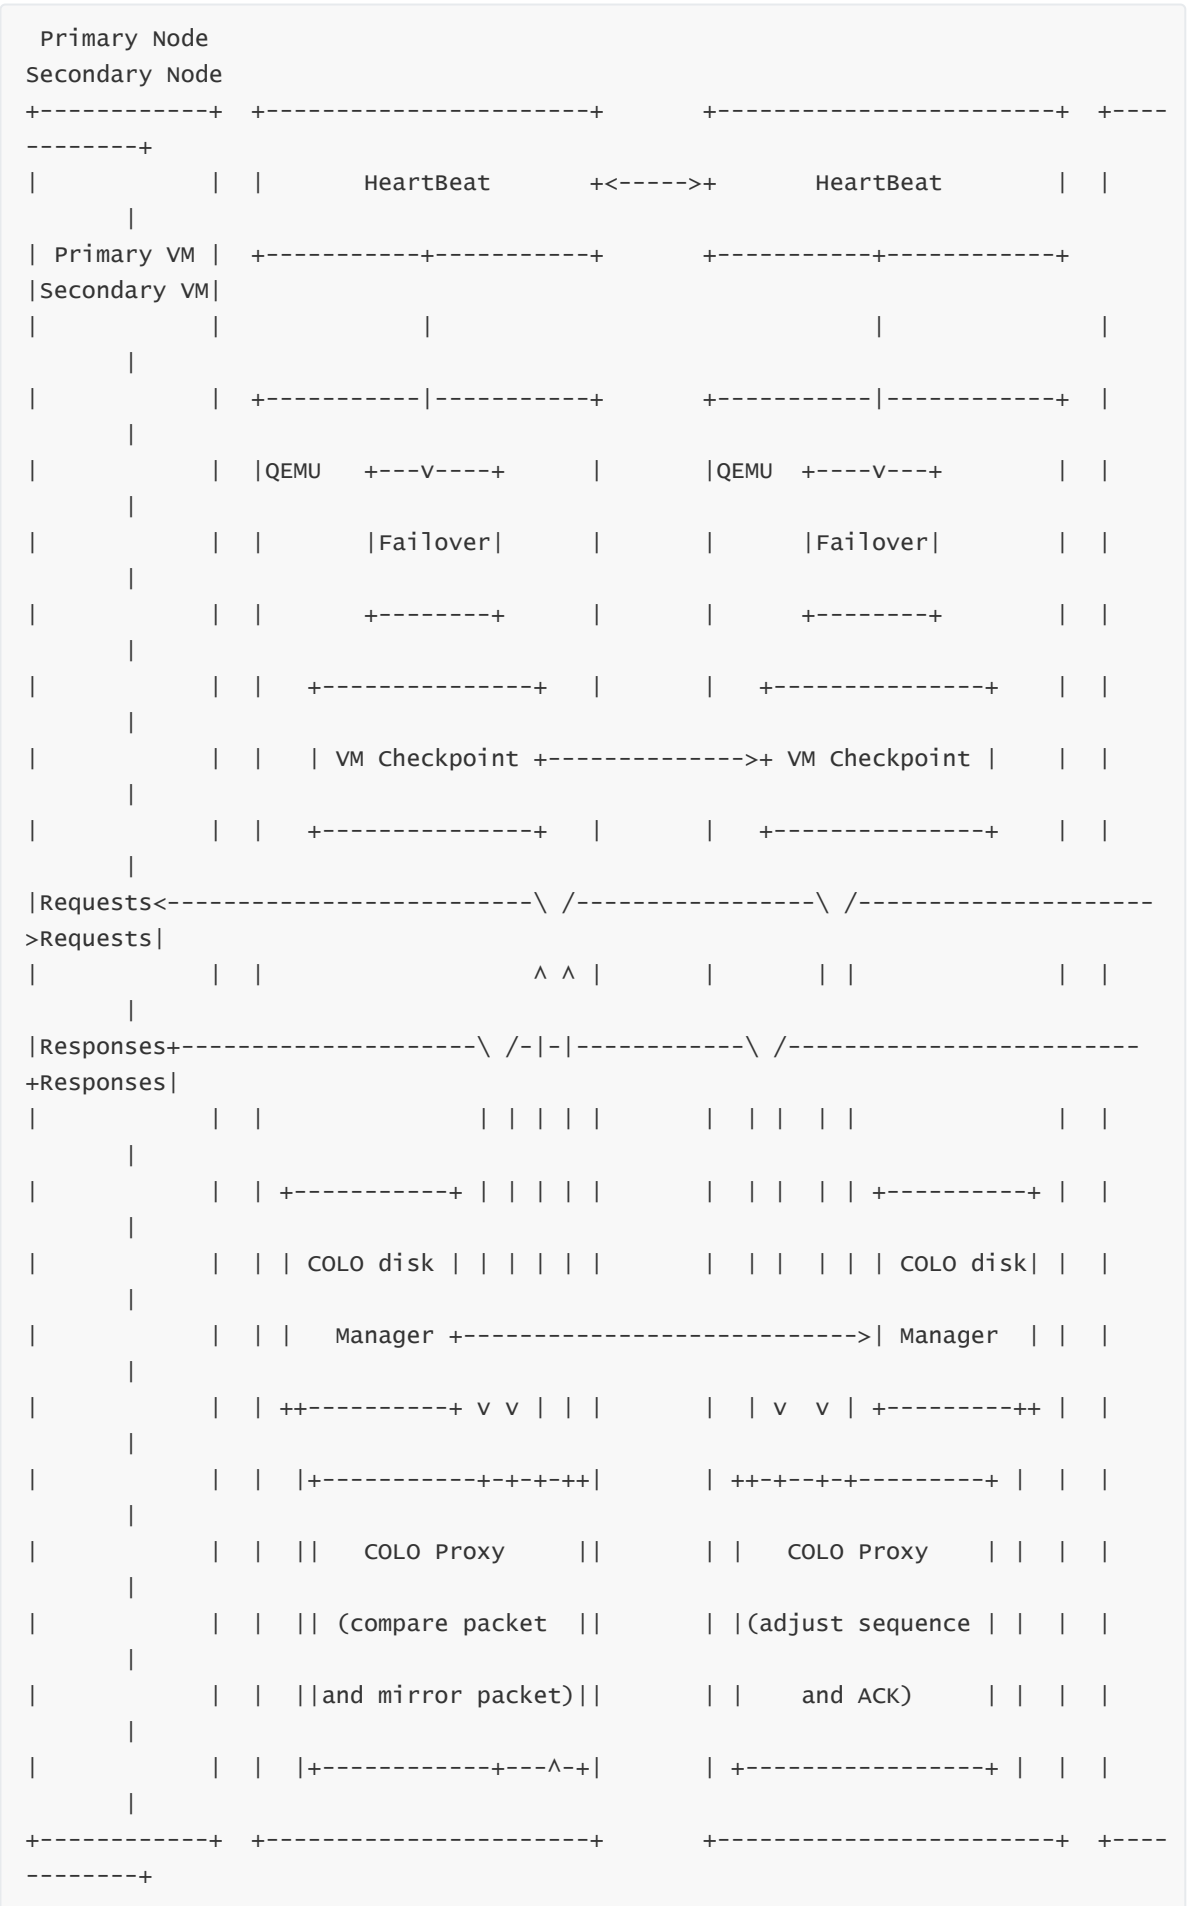 Primary Node
Secondary Node
+------------+  +-----------------------+       +------------------------+  +----
--------+
|            |  |       HeartBeat       +<----->+       HeartBeat        |  |
       |
| Primary VM |  +-----------+-----------+       +-----------+------------+
|Secondary VM|
|            |              |                               |               |
       |
|            |  +-----------|-----------+       +-----------|------------+  |
       |
|            |  |QEMU   +---v----+      |       |QEMU  +----v---+        |  |
       |
|            |  |       |Failover|      |       |      |Failover|        |  |
       |
|            |  |       +--------+      |       |      +--------+        |  |
       |
|            |  |   +---------------+   |       |   +---------------+    |  |
       |
|            |  |   | VM Checkpoint +-------------->+ VM Checkpoint |    |  |
       |
|            |  |   +---------------+   |       |   +---------------+    |  |
       |
|Requests<--------------------------\ /-----------------\ /---------------------
>Requests|
|            |  |                   ^ ^ |       |       | |              |  |
       |
|Responses+---------------------\ /-|-|------------\ /-------------------------
+Responses|
|            |  |               | | | | |       |  | |  | |              |  |
       |
|            |  | +-----------+ | | | | |       |  | |  | | +----------+ |  |
       |
|            |  | | COLO disk | | | | | |       |  | |  | | | COLO disk| |  |
       |
|            |  | |   Manager +---------------------------->| Manager  | |  |
       |
|            |  | ++----------+ v v | | |       |  | v  v | +---------++ |  |
       |
|            |  |  |+-----------+-+-+-++|       | ++-+--+-+---------+ |  |  |
       |
|            |  |  ||   COLO Proxy     ||       | |   COLO Proxy    | |  |  |
       |
|            |  |  || (compare packet  ||       | |(adjust sequence | |  |  |
       |
|            |  |  ||and mirror packet)||       | |    and ACK)     | |  |  |
       |
|            |  |  |+------------+---^-+|       | +-----------------+ |  |  |
       |
+------------+  +-----------------------+       +------------------------+  +----
--------+